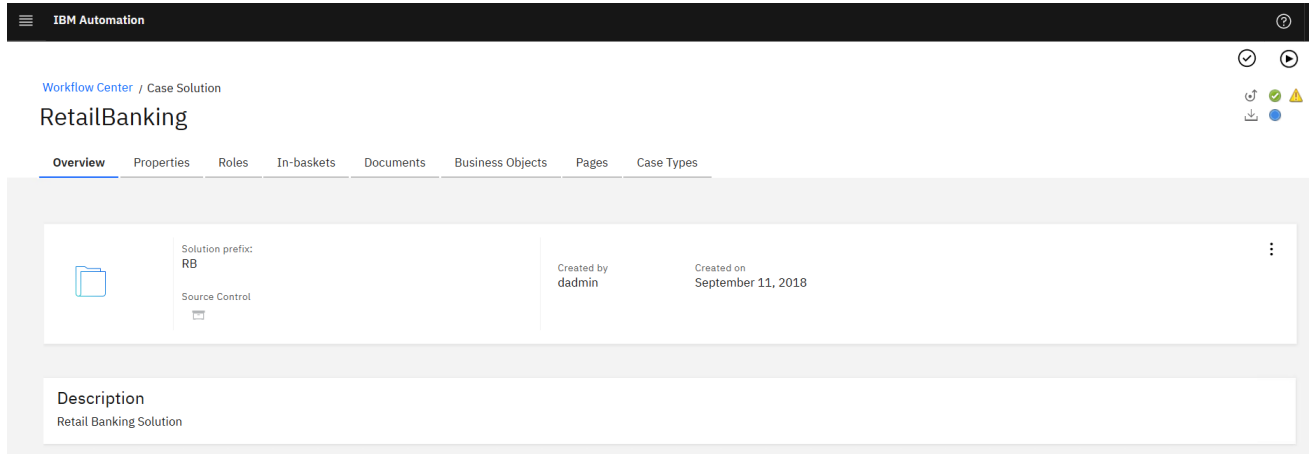 IBM Automation
Workflow Center / Case Solution
RetailBanking
Overview Properties Roles In-baskets Documents Business Objects Pages Case Types
Solution prefix:
RB
Source Control
Created by
dadmin
Created on
September 11, 2018
Description
Retail Banking Solution